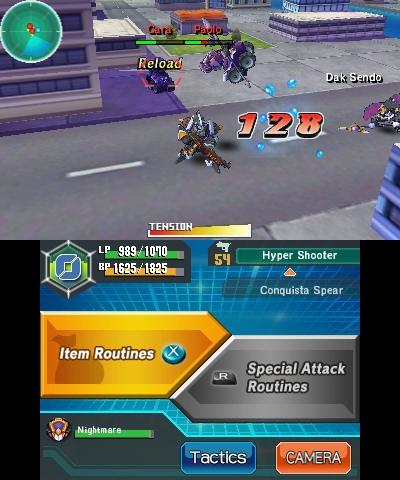 Cara Paolo
Reload
Dak Sendo
128
TENSION
LP 989/1070
BP 1625/1825
54
Hyper Shooter
Conquista Spear
Item Routines X
R Special Attack
Routines
Nightmare
Tactics
CAMERA